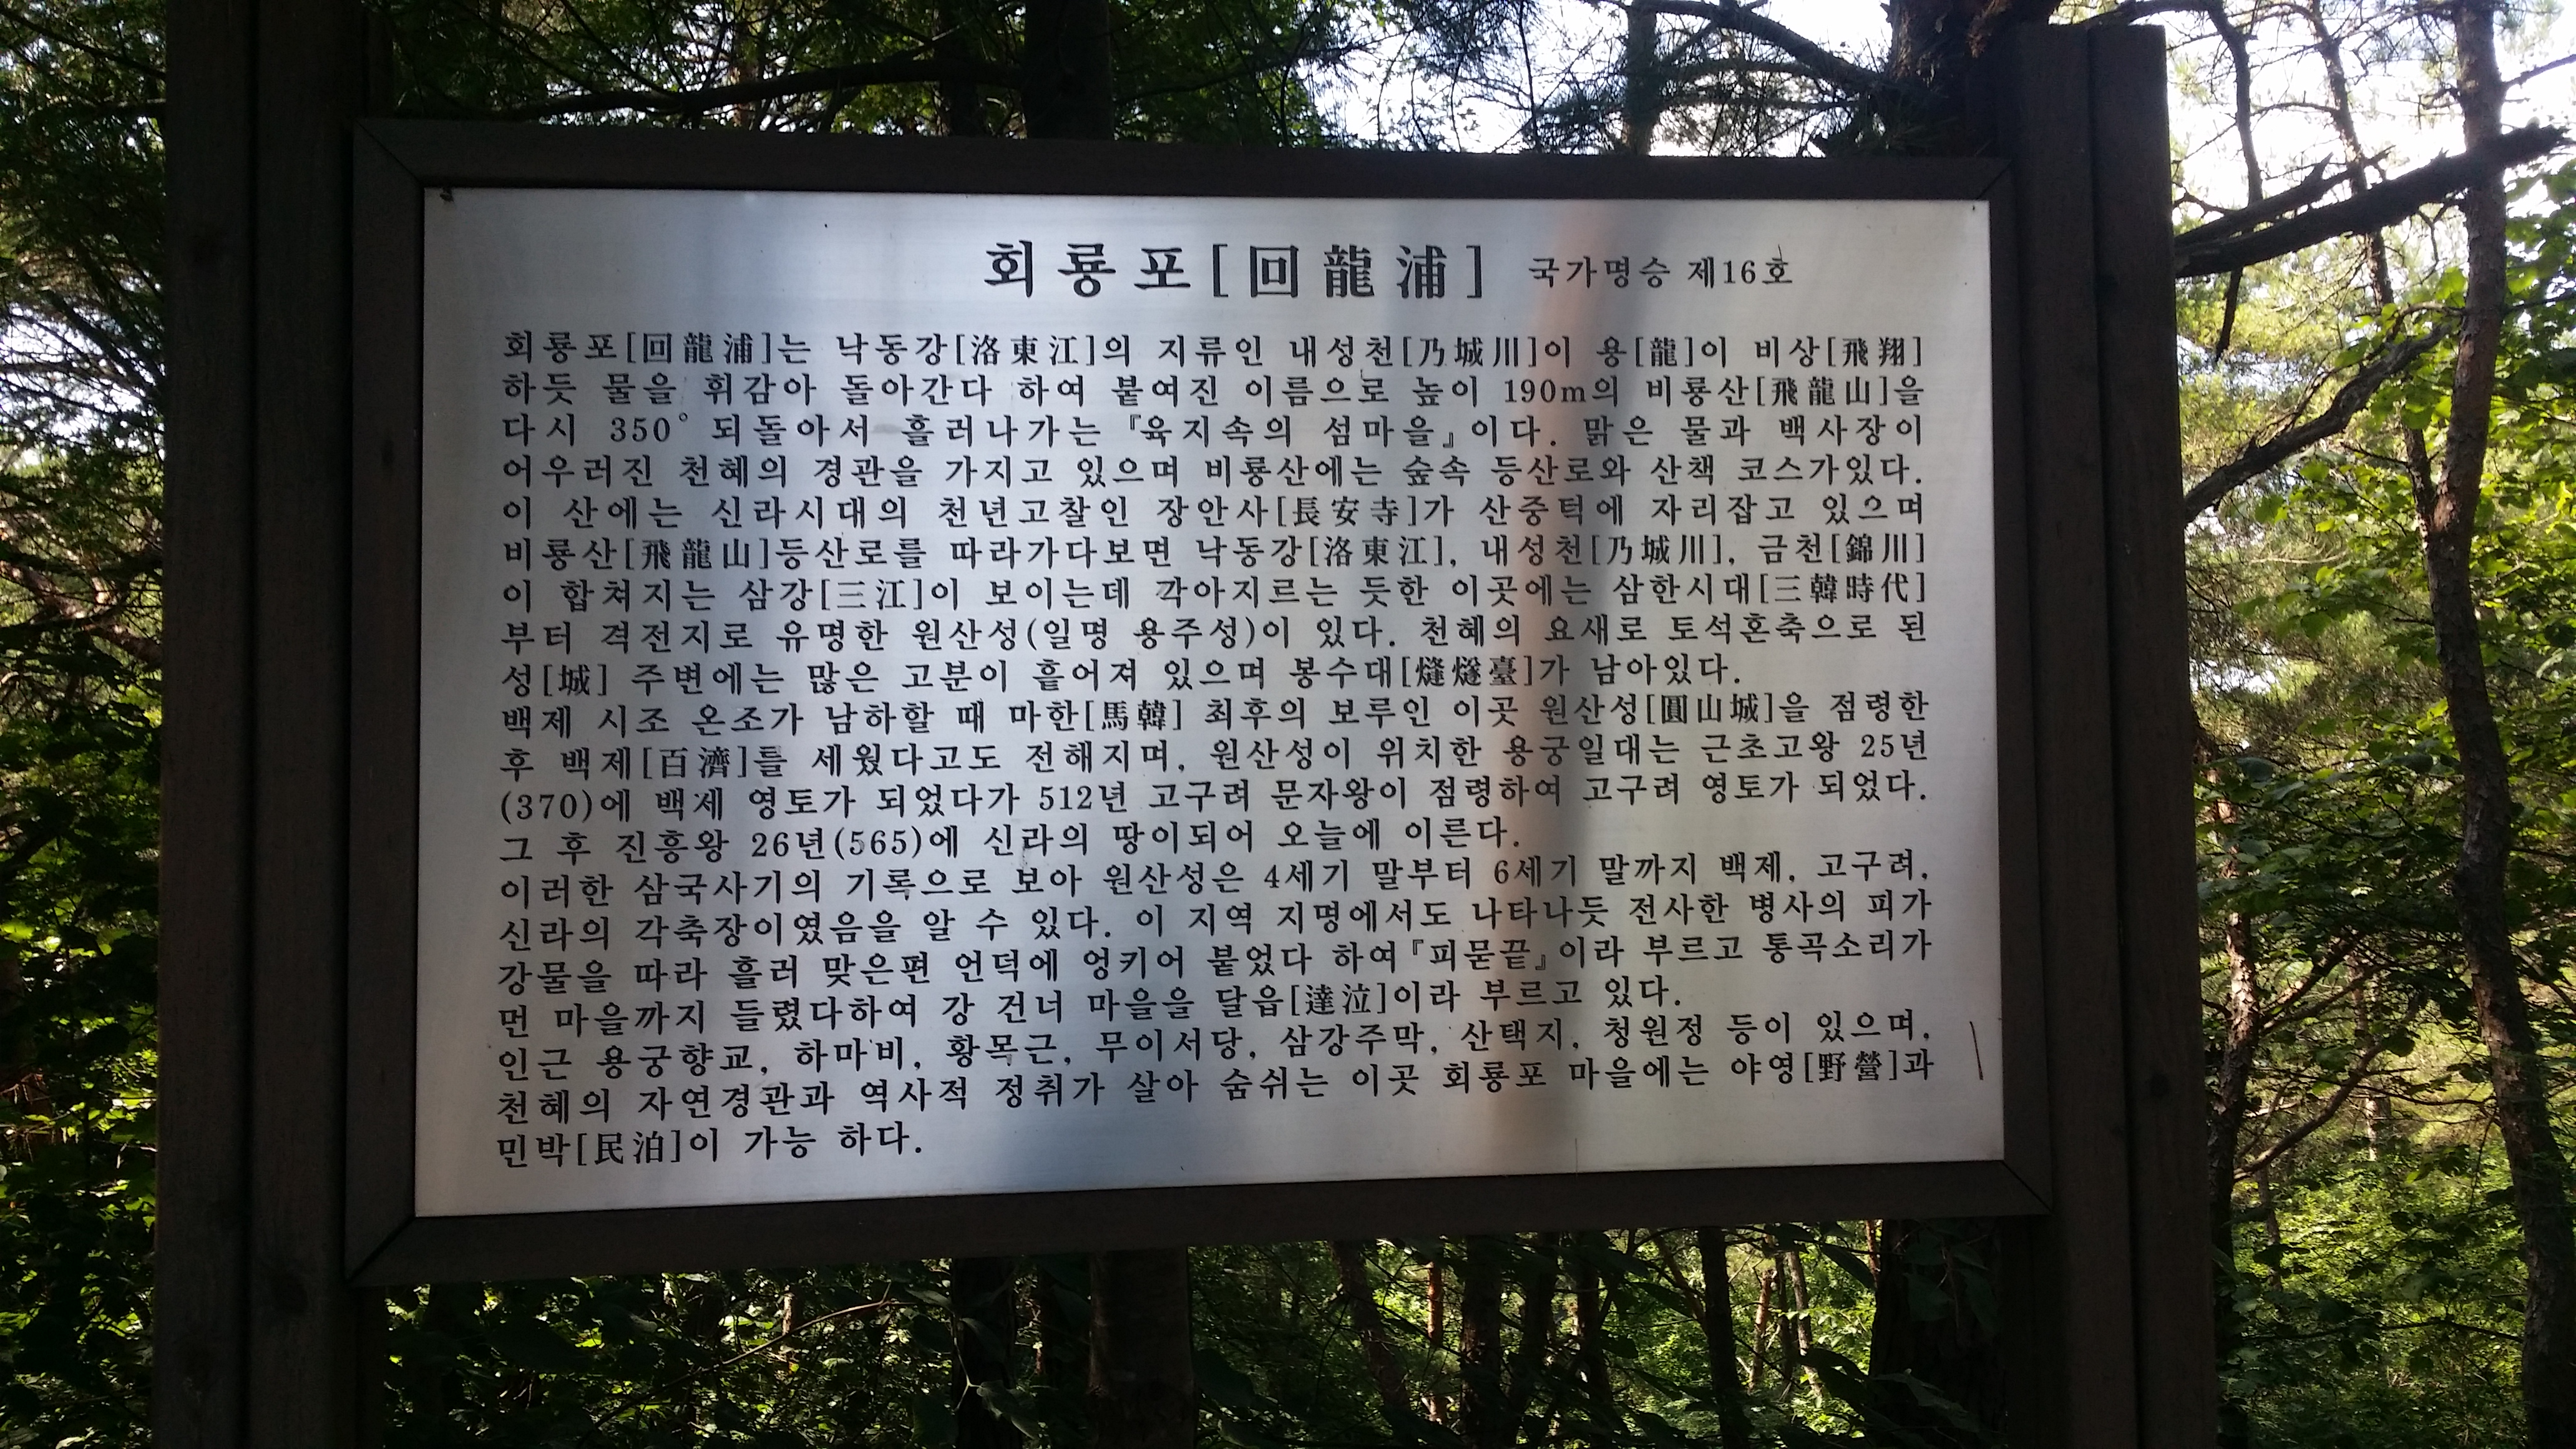 회룡포[回龍浦] 국가명승 제16호
회룡포[回龍浦]는 낙동강[洛東江]의 지류인 내성천[乃城川]이 용[龍]이 비상[飛翔]
하듯 물을 휘감아 돌아간다 하여 붙여진 이름으로 높이 190m의 비룡산[飛龍山]을
다시 350° 되돌아서 흘러나가는『육지속의 섬마을』이다. 맑은 물과 백사장이
어우러진 천혜의 경관을 가지고 있으며 비룡산에는 숲속 등산로와 산책 코스가있다.
이 산에는 신라시대의 천년고찰인 장안사[長安寺]가 산중턱에 자리잡고 있으며
비룡산[飛龍山]등산로를 따라가다보면 낙동강[洛東江], 내성천[乃城川], 금천[錦川]
이 합쳐지는 삼강[三江]이 보이는데 각아지르는 듯한 이곳에는 삼한시대[三韓時代]
부터 격전지로 유명한 원산성(일명 용주성)이 있다. 천혜의 요새로 토석혼축으로 된
성[城] 주변에는 많은 고분이 흩어져 있으며 봉수대[熢燧臺]가 남아있다.
백제 시조 온조가 남하할 때 마한[馬韓] 최후의 보루인 이곳 원산성[圓山城]을 점령한
후 백제[百濟]를 세웠다고도 전해지며, 원산성이 위치한 용궁일대는 근초고왕 25년
(370)에 백제 영토가 되었다가 512년 고구려 문자왕이 점령하여 고구려 영토가 되었다.
그 후 진흥왕 26년(565)에 신라의 땅이되어 오늘에 이른다.
이러한 삼국사기의 기록으로 보아 원산성은 4세기 말부터 6세기 말까지 백제, 고구려,
신라의 각축장이였음을 알 수 있다. 이 지역 지명에서도 나타나듯 전사한 병사의 피가
강물을 따라 흘러 맞은편 언덕에 엉키어 붙었다 하여『피묻끝』이라 부르고 통곡소리가
먼 마을까지 들렸다하여 강 건너 마을을 달읍[達泣]이라 부르고 있다.
인근 용궁향교, 하마비, 황목근, 무이서당, 삼강주막, 산택지, 청원정 등이 있으며,
천혜의 자연경관과 역사적 정취가 살아 숨쉬는 이곳 회룡포 마을에는 야영[野營]과
민박[民泊]이 가능 하다.